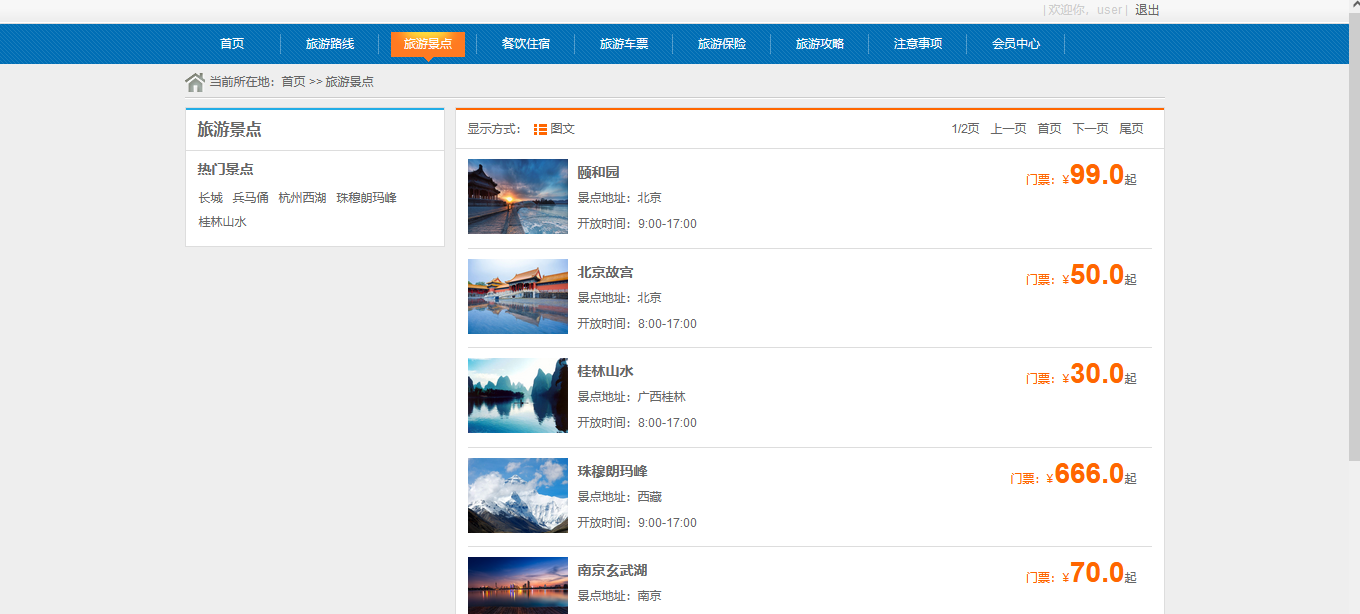 | 欢迎你，user | 退出
首页 旅游路线 旅游景点 餐饮住宿 旅游车票 旅游保险 旅游攻略 注意事项 会员中心
当前所在地：首页 >> 旅游景点
旅游景点
热门景点
长城 兵马俑 杭州西湖 珠穆朗玛峰
桂林山水
显示方式： 图文 1/2页 上一页 首页 下一页 尾页
颐和园
门票：¥99.0起
景点地址：北京
开放时间：9:00-17:00
北京故宫
门票：¥50.0起
景点地址：北京
开放时间：8:00-17:00
桂林山水
门票：¥30.0起
景点地址：广西桂林
开放时间：8:00-17:00
珠穆朗玛峰
门票：¥666.0起
景点地址：西藏
开放时间：9:00-17:00
南京玄武湖
门票：¥70.0起
景点地址：南京